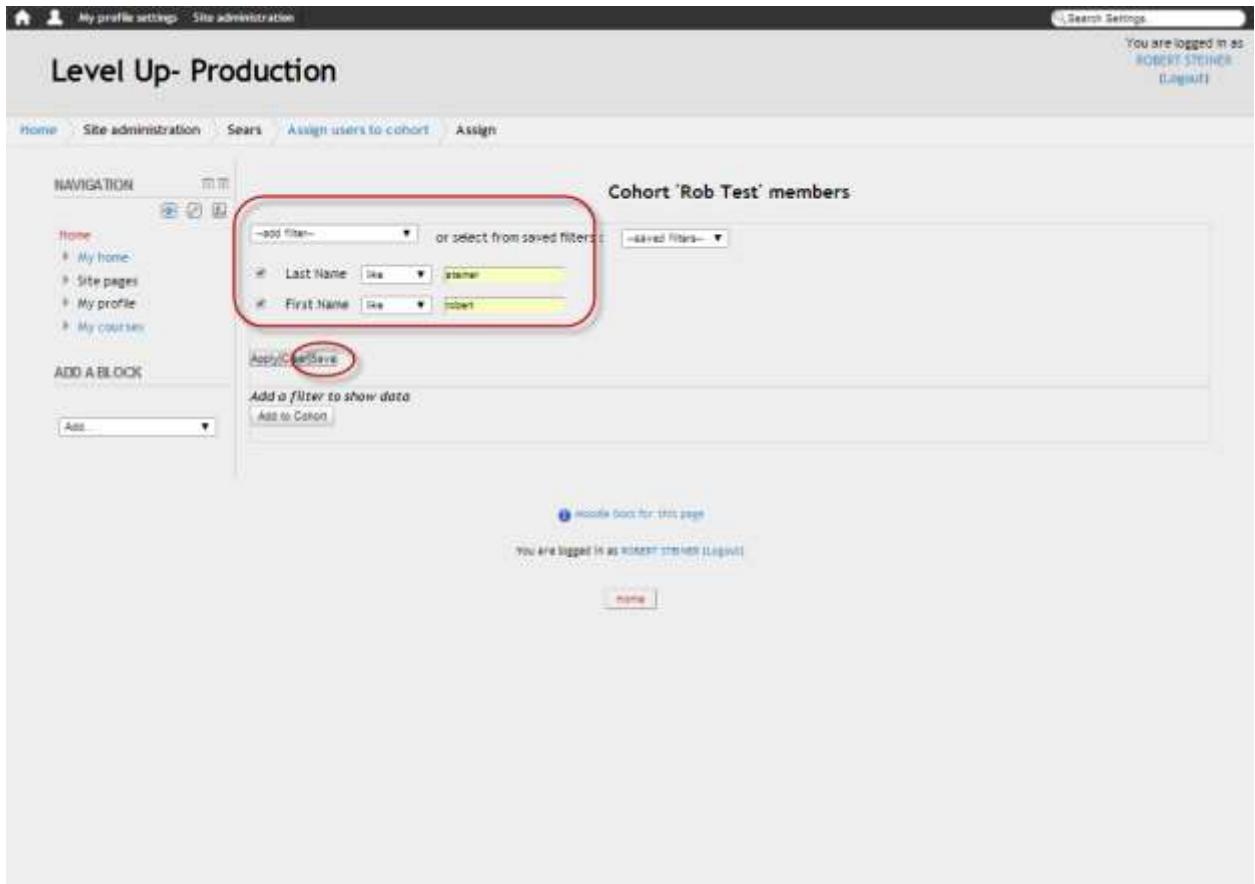 My profile settings Site administration Search Settings
You are logged in as
ROBERT STEINER
(Logout)
Level Up- Production
Home Site administration Sears Assign users to cohort Assign
NAVIGATION
Cohort 'Rob Test' members
Home
My home
Site pages
My profile
My courses
--add filter-- or select from saved filters : --saved filters--
Last Name like steiner
First Name like robert
Apply Clear Save
ADD A BLOCK
Add a filter to show data
Add to Cohort
Add...
Moodle Docs for this page
You are logged in as ROBERT STEINER (Logout)
Home